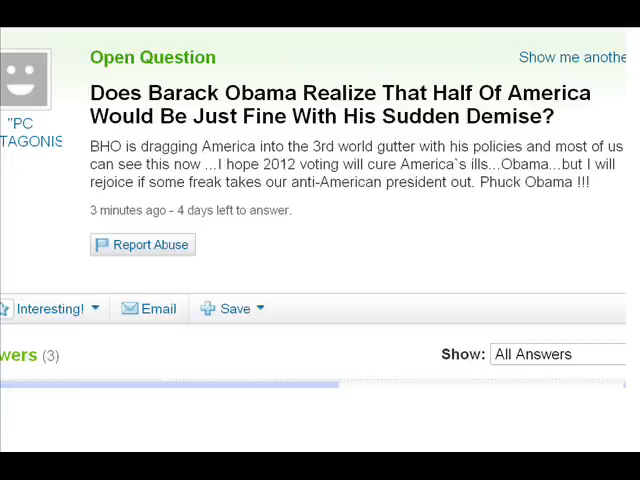 Open Question
Show me anothe
Does Barack Obama Realize That Half Of America
Would Be Just Fine With His Sudden Demise?
"PC
TAGONIS
BHO is dragging America into the 3rd world gutter with his policies and most of us
can see this now ...I hope 2012 voting will cure America`s ills...Obama...but I will
rejoice if some freak takes our anti-American president out. Phuck Obama !!!
3 minutes ago - 4 days left to answer.
Report Abuse
Interesting! Email Save
wers (3)
Show: All Answers